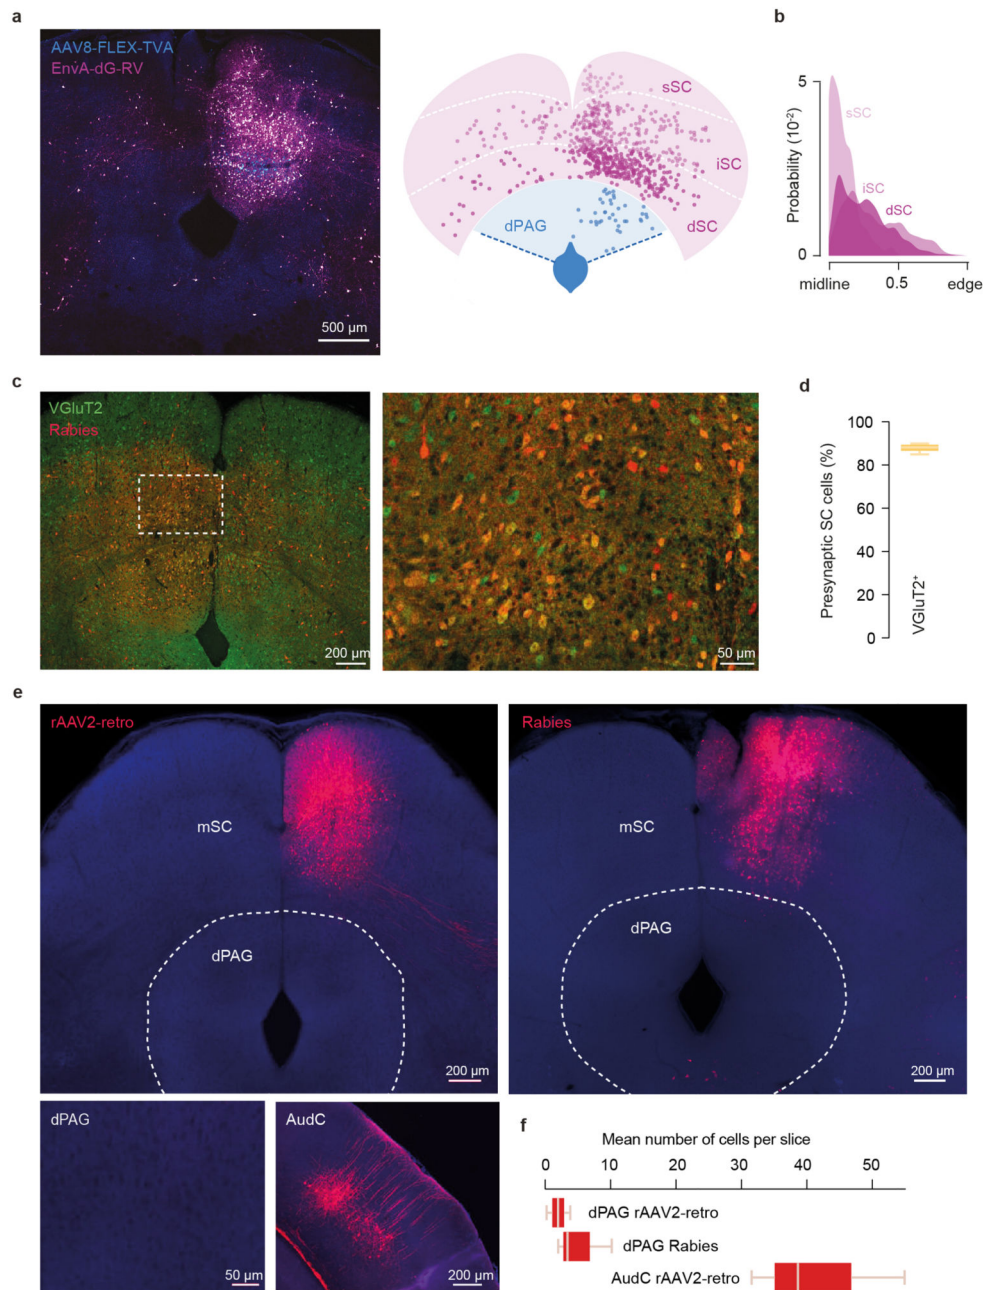 a
AAV8-FLEX-TVA
EnvA-dG-RV
500 µm
sSC
iSC
dSC
dPAG
b
Probability (10-2)
5
0
sSC
iSC
dSC
midline
0.5
edge
c
VGluT2
Rabies
200 µm
50 µm
d
Presynaptic SC cells (%)
100
80
60
40
20
0
VGluT2+
e
rAAV2-retro
mSC
dPAG
200 µm
Rabies
mSC
dPAG
200 µm
dPAG
50 µm
AudC
200 µm
f
Mean number of cells per slice
0 10 20 30 40 50
dPAG rAAV2-retro
dPAG Rabies
AudC rAAV2-retro